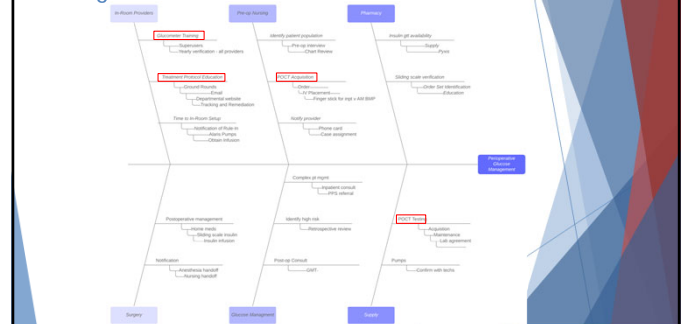 In-Room Providers
Pre-op Nursing
Pharmacy
Glucometer Training
Superusers
Yearly verification - all providers
Treatment Protocol Education
Ground Rounds
Email
Departmental website
Tracking and Remediation
Time to In-Room Setup
Notification of Rule In
Alaris Pumps
Obtain Infusion
Identify patient population
Pre-op interview
Chart Review
POCT Acquisition
Order
IV Placement
Finger stick for eqa x AM BMP
Notify provider
Phone card
Case assignment
Insulin gtt availability
Supply
Pyxis
Sliding scale verification
Order Set Identification
Education
Perioperative
Glucose
Management
Postoperative management
Home meds
Sliding scale insulin
Insulin infusion
Notification
Anesthesia handoff
Nursing handoff
Complex pt mgmt
Inpatient consult
PPS referral
Identify high risk
Retrospective review
Post-op Consult
GMT
POCT Testing
Acquisition
Maintenance
Lab agreement
Pumps
Confirm with techs
Surgery
Glucose Managment
Supply